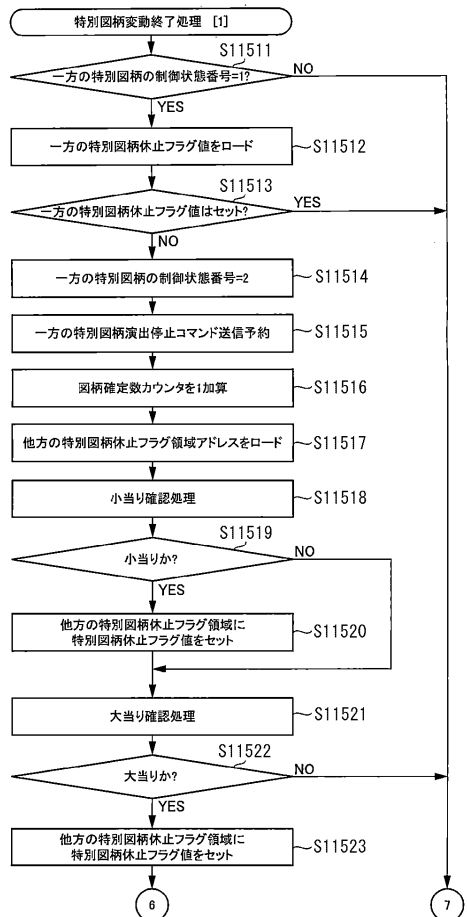 特別図柄変動終了処理 [1]
S11511
一方の特別図柄の制御状態番号=1?
NO
YES
一方の特別図柄休止フラグ値をロード
S11512
S11513
一方の特別図柄休止フラグ値はセット?
YES
NO
一方の特別図柄の制御状態番号=2
S11514
一方の特別図柄演出停止コマンド送信予約
S11515
図柄確定数カウンタを1加算
S11516
他方の特別図柄休止フラグ領域アドレスをロード
S11517
小当り確認処理
S11518
S11519
小当りか?
NO
YES
他方の特別図柄休止フラグ領域に
特別図柄休止フラグ値をセット
S11520
大当り確認処理
S11521
S11522
大当りか?
NO
YES
他方の特別図柄休止フラグ領域に
特別図柄休止フラグ値をセット
S11523
6
7